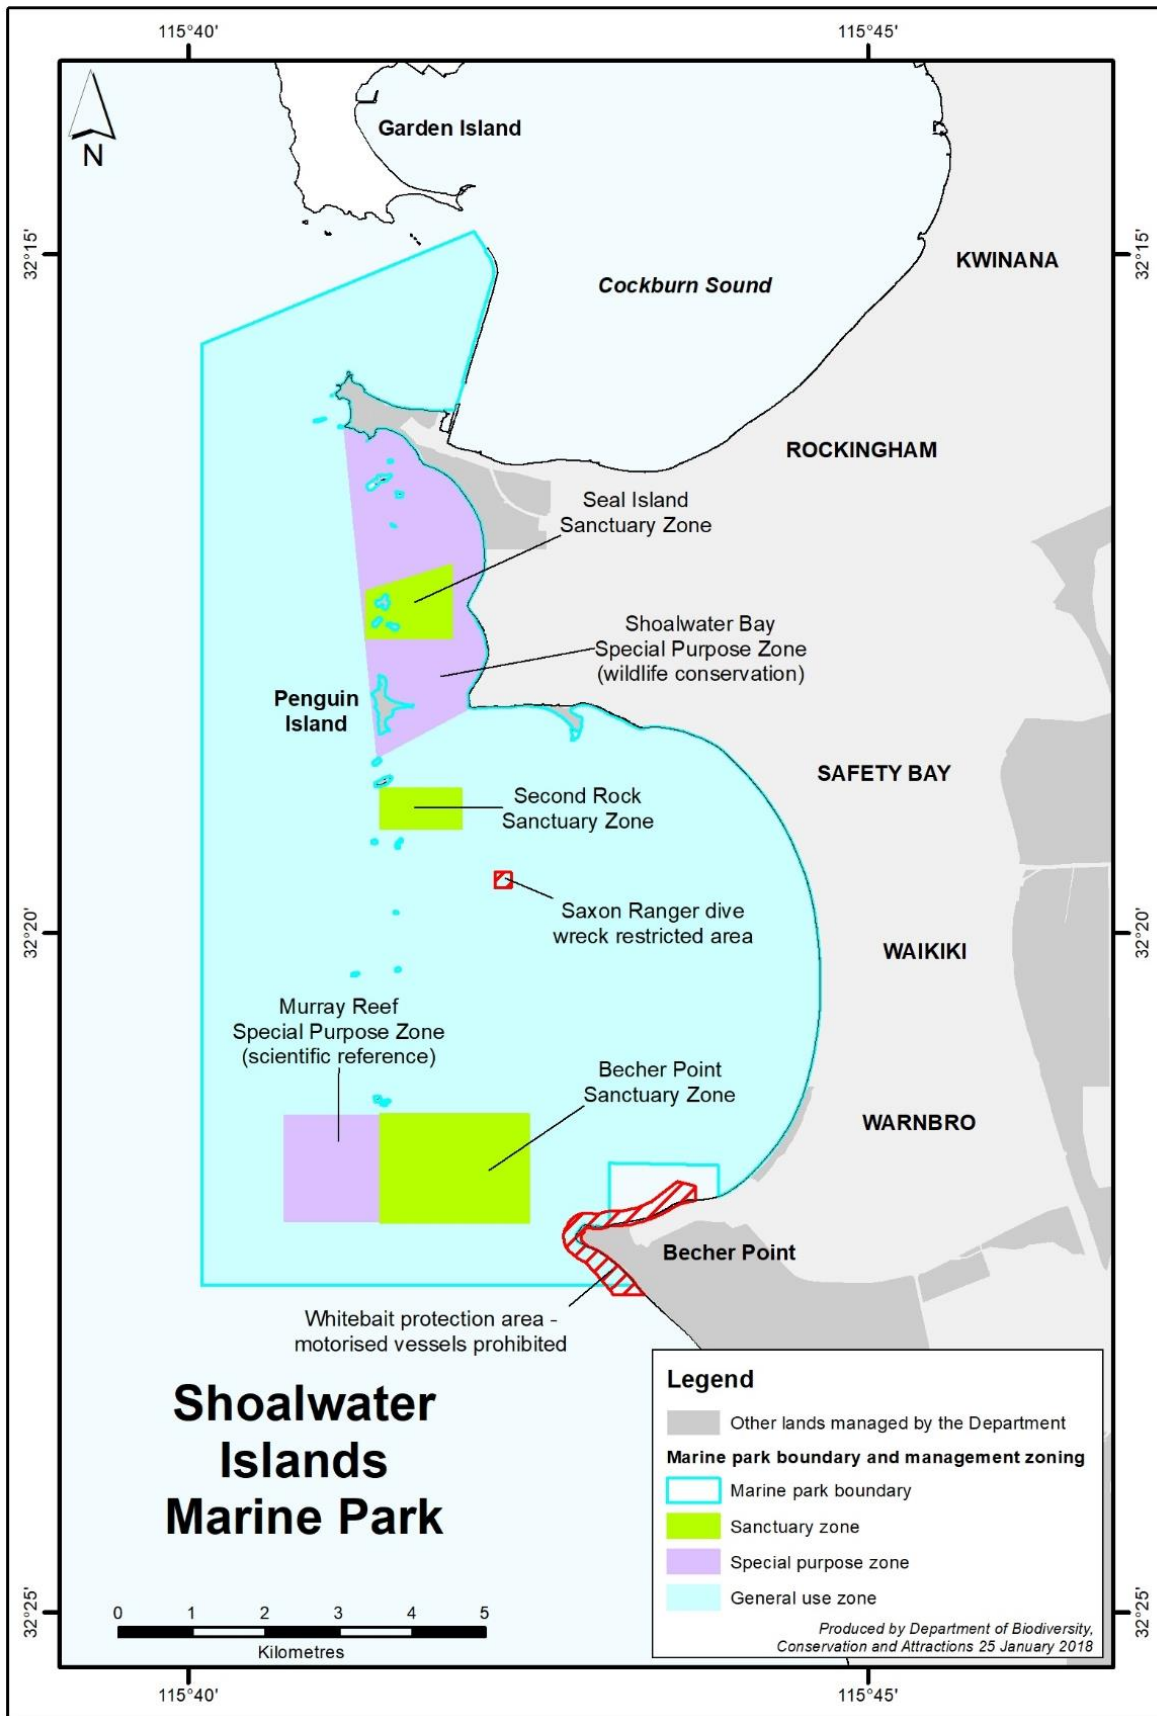 115°40'
115°45'
N
Garden Island
32°15'
32°15'
KWINANA
Cockburn Sound
ROCKINGHAM
Seal Island
Sanctuary Zone
Shoalwater Bay
Special Purpose Zone
(wildlife conservation)
Penguin
Island
SAFETY BAY
Second Rock
Sanctuary Zone
Saxon Ranger dive
wreck restricted area
32°20'
32°20'
WAIKIKI
Murray Reef
Special Purpose Zone
(scientific reference)
Becher Point
Sanctuary Zone
WARNBRO
Becher Point
Whitebait protection area -
motorised vessels prohibited
Shoalwater
Islands
Marine Park
Legend
Other lands managed by the Department
Marine park boundary and management zoning
Marine park boundary
Sanctuary zone
Special purpose zone
General use zone
Produced by Department of Biodiversity,
Conservation and Attractions 25 January 2018
0 1 2 3 4 5
Kilometres
32°25'
32°25'
115°40'
115°45'